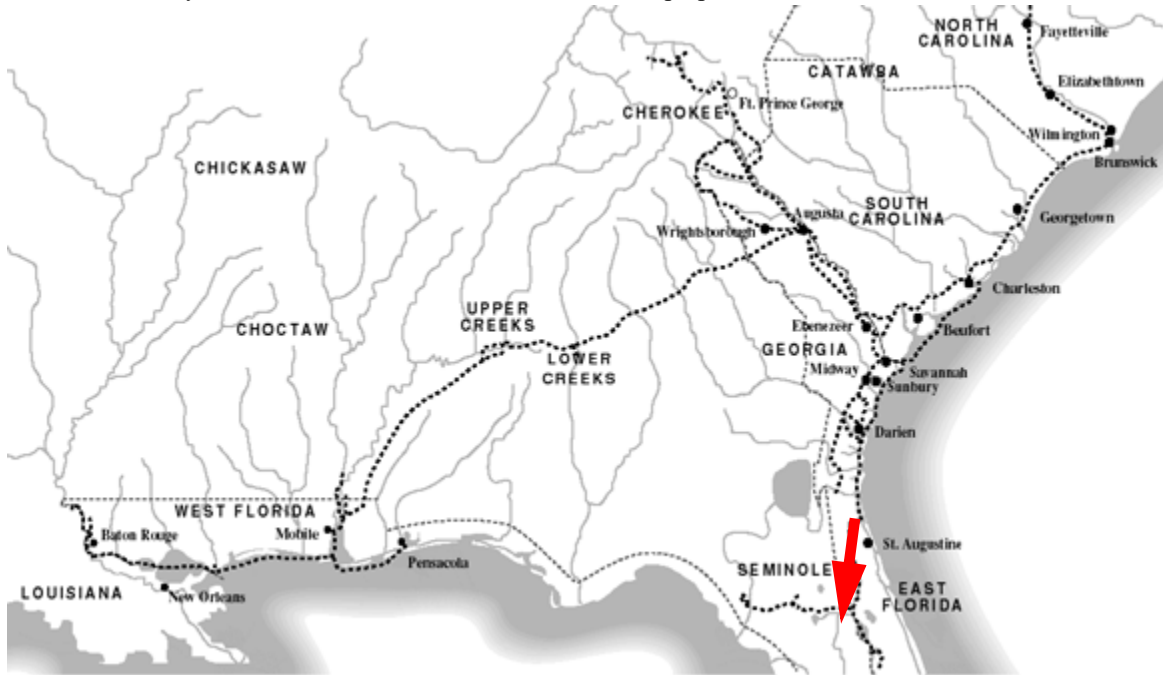 NORTH
CAROLINA
Fayetteville
CATAWBA
Elizabethtown
CHEROKEE
Ft. Prince George
Wilmington
Brunswick
CHICKASAW
SOUTH
CAROLINA
Augusta
Georgetown
Wrightsborough
Charleston
UPPER
CREEKS
CHOCTAW
Ebenezeer
Beufort
LOWER
CREEKS
GEORGIA
Midway
Savannah
Sunbury
Darien
WEST FLORIDA
Baton Rouge
Mobile
St. Augustine
Pensacola
SEMINOLE
LOUISIANA
New Orleans
EAST
FLORIDA